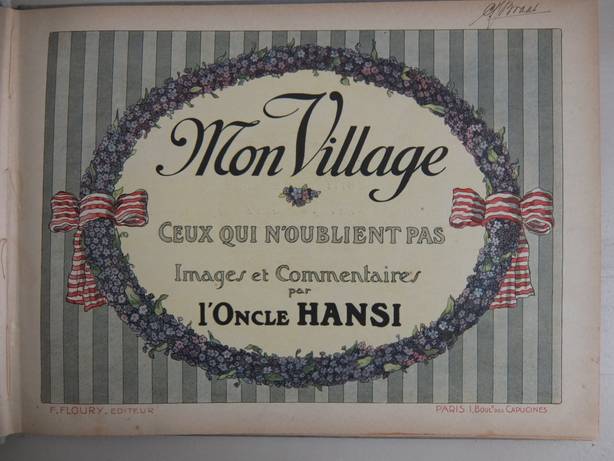 Mon Village
CEUX QUI N'OUBLIENT PAS
Images et Commentaires
par
l'ONCLE HANSI
F. FLOURY, EDITEUR
PARIS 1, BOUL.D DES CAPUCINES